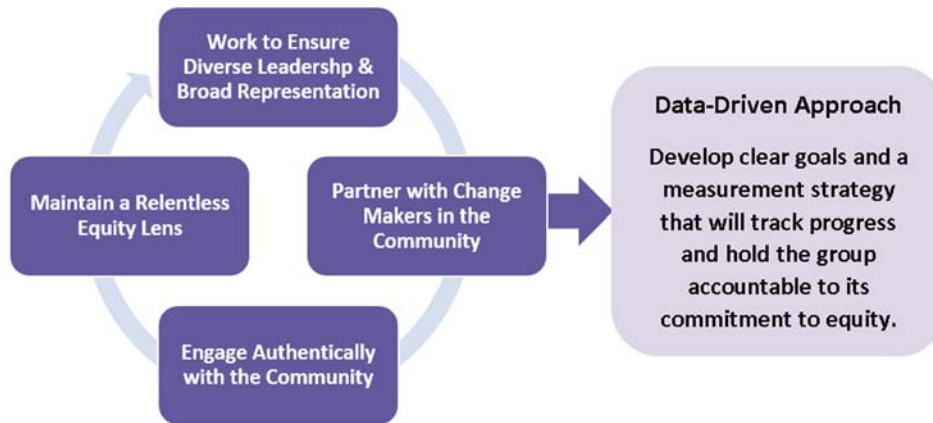 Work to Ensure
Diverse Leadershp &
Broad Representation
Maintain a Relentless
Equity Lens
Partner with Change
Makers in the
Community
Engage Authentically
with the Community
Data-Driven Approach
Develop clear goals and a
measurement strategy
that will track progress
and hold the group
accountable to its
commitment to equity.